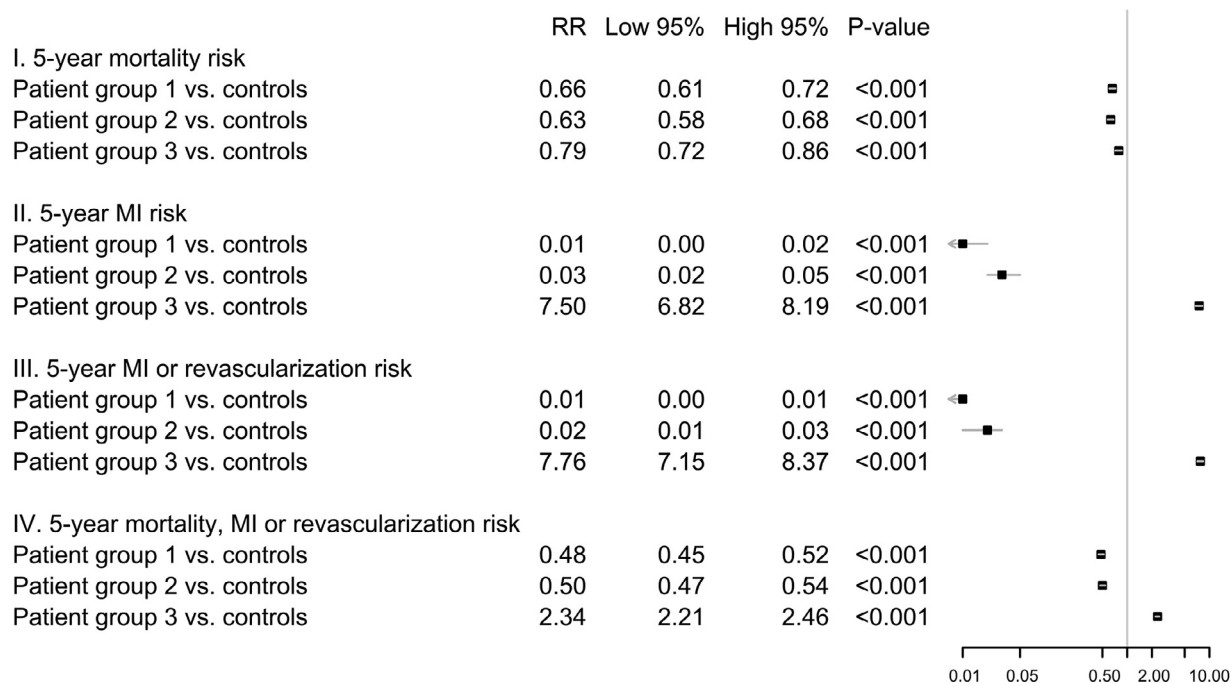 RR Low 95% High 95% P-value
I. 5-year mortality risk
Patient group 1 vs. controls 0.66 0.61 0.72 <0.001
Patient group 2 vs. controls 0.63 0.58 0.68 <0.001
Patient group 3 vs. controls 0.79 0.72 0.86 <0.001
II. 5-year MI risk
Patient group 1 vs. controls 0.01 0.00 0.02 <0.001
Patient group 2 vs. controls 0.03 0.02 0.05 <0.001
Patient group 3 vs. controls 7.50 6.82 8.19 <0.001
III. 5-year MI or revascularization risk
Patient group 1 vs. controls 0.01 0.00 0.01 <0.001
Patient group 2 vs. controls 0.02 0.01 0.03 <0.001
Patient group 3 vs. controls 7.76 7.15 8.37 <0.001
IV. 5-year mortality, MI or revascularization risk
Patient group 1 vs. controls 0.48 0.45 0.52 <0.001
Patient group 2 vs. controls 0.50 0.47 0.54 <0.001
Patient group 3 vs. controls 2.34 2.21 2.46 <0.001
0.01 0.05 0.50 2.00 10.00